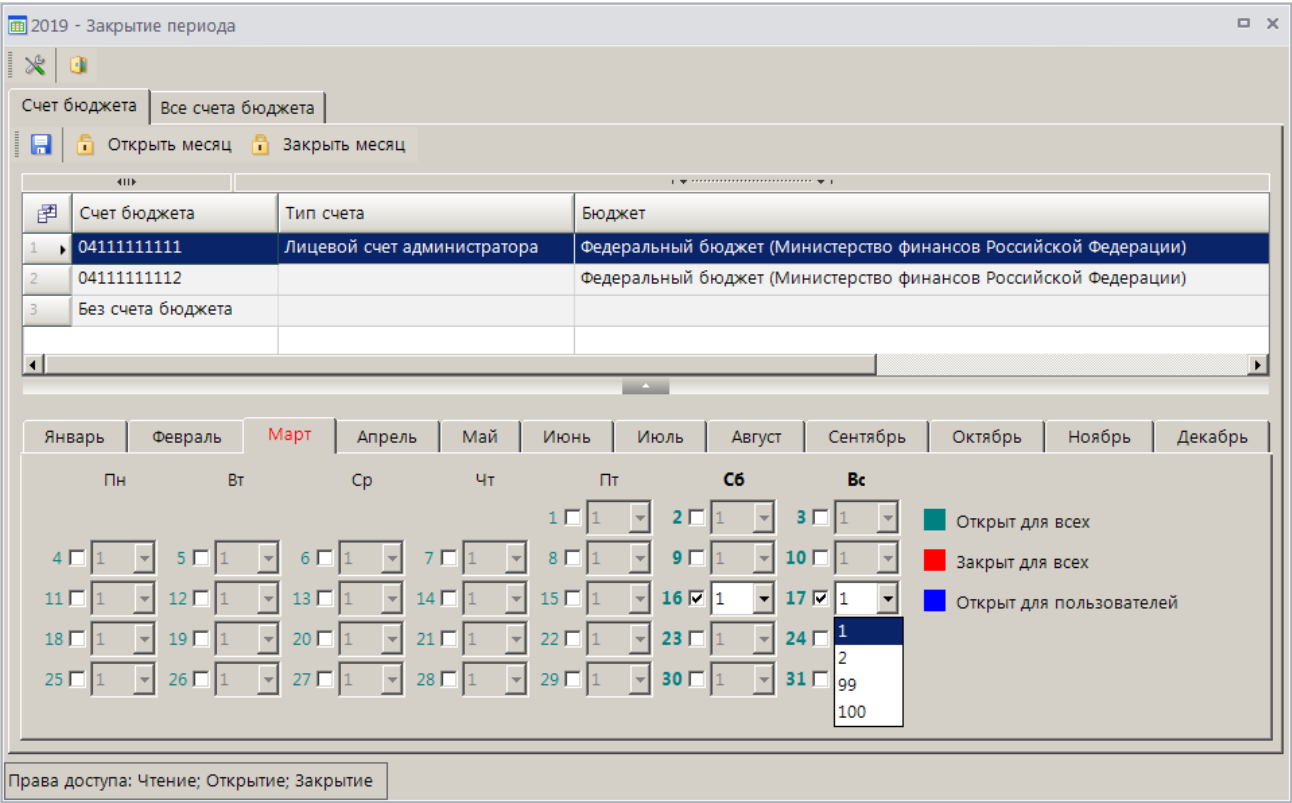 2019 - Закрытие периода
Счет бюджета Все счета бюджета
Открыть месяц Закрыть месяц
Счет бюджета Тип счета Бюджет
1 04111111111 Лицевой счет администратора Федеральный бюджет (Министерство финансов Российской Федерации)
2 04111111112 Федеральный бюджет (Министерство финансов Российской Федерации)
3 Без счета бюджета
Январь Февраль Март Апрель Май Июнь Июль Август Сентябрь Октябрь Ноябрь Декабрь
Пн Вт Ср Чт Пт Сб Вс
1 1 2 1 3 1 Открыт для всех
4 1 5 1 6 1 7 1 8 1 9 1 10 1 Закрыт для всех
11 1 12 1 13 1 14 1 15 1 16 1 17 1 Открыт для пользователей
18 1 19 1 20 1 21 1 22 1 23 1 24 1
2
25 1 26 1 27 1 28 1 29 1 30 1 31 99
100
Права доступа: Чтение; Открытие; Закрытие